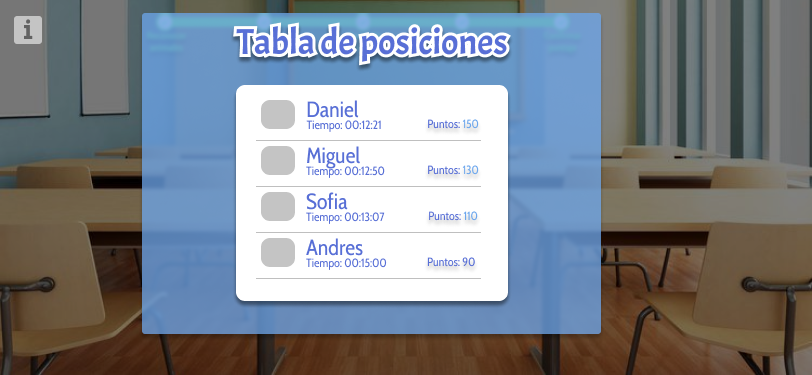 i
Tabla de posiciones
Daniel
Tiempo: 00:12:21 Puntos: 150
Miguel
Tiempo: 00:12:50 Puntos: 130
Sofia
Tiempo: 00:13:07 Puntos: 110
Andres
Tiempo: 00:15:00 Puntos: 90